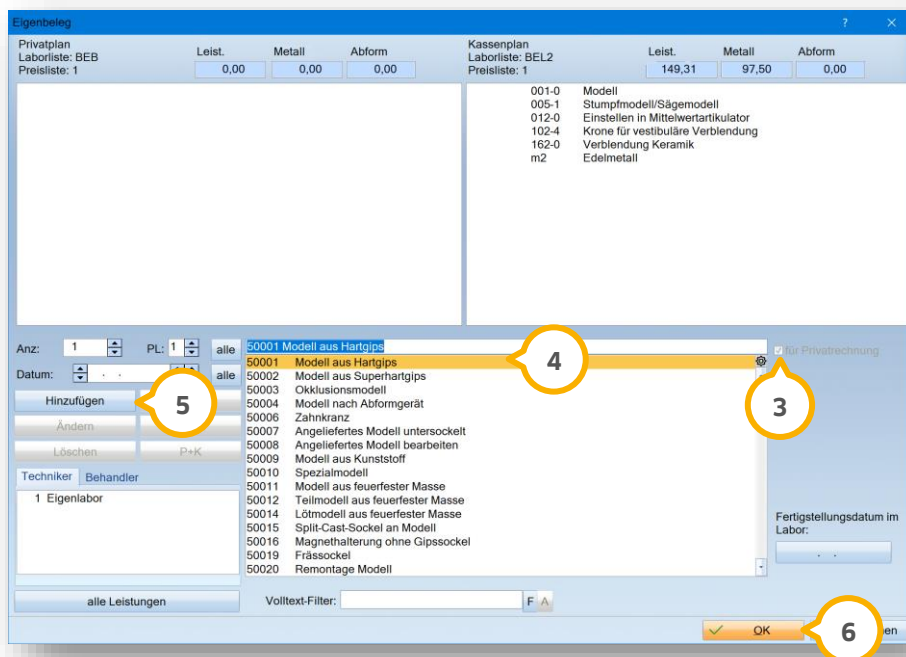 Eigenbeleg ? ×
Privatplan
Laborliste: BEB
Preisliste: 1
Leist. Metall Abform
0,00 0,00 0,00
Kassenplan
Laborliste: BEL2
Preisliste: 1
Leist. Metall Abform
149,31 97,50 0,00
001-0 Modell
005-1 Stumpfmodell/Sägemodell
012-0 Einstellen in Mittelwertartikulator
102-4 Krone für vestibuläre Verblendung
162-0 Verblendung Keramik
m2 Edelmetall
Anz: 1 PL: 1 alle
Datum: . . alle
Hinzufügen
Ändern
Löschen P+K
Techniker Behandler
1 Eigenlabor
alle Leistungen
50001 Modell aus Hartgips
50001 Modell aus Hartgips
50002 Modell aus Superhartgips
50003 Okklusionsmodell
50004 Modell nach Abformgerät
50006 Zahnkranz
50007 Angeliefertes Modell untersockelt
50008 Angeliefertes Modell bearbeiten
50009 Modell aus Kunststoff
50010 Spezialmodell
50011 Modell aus feuerfester Masse
50012 Teilmodell aus feuerfester Masse
50014 Lötmodell aus feuerfester Masse
50015 Split-Cast-Sockel an Modell
50016 Magnethalterung ohne Gipssockel
50019 Frässockel
50020 Remontage Modell
Volltext-Filter: F A
für Privatrechnung
Fertigstellungsdatum im
Labor:
. .
OK
3
4
5
6